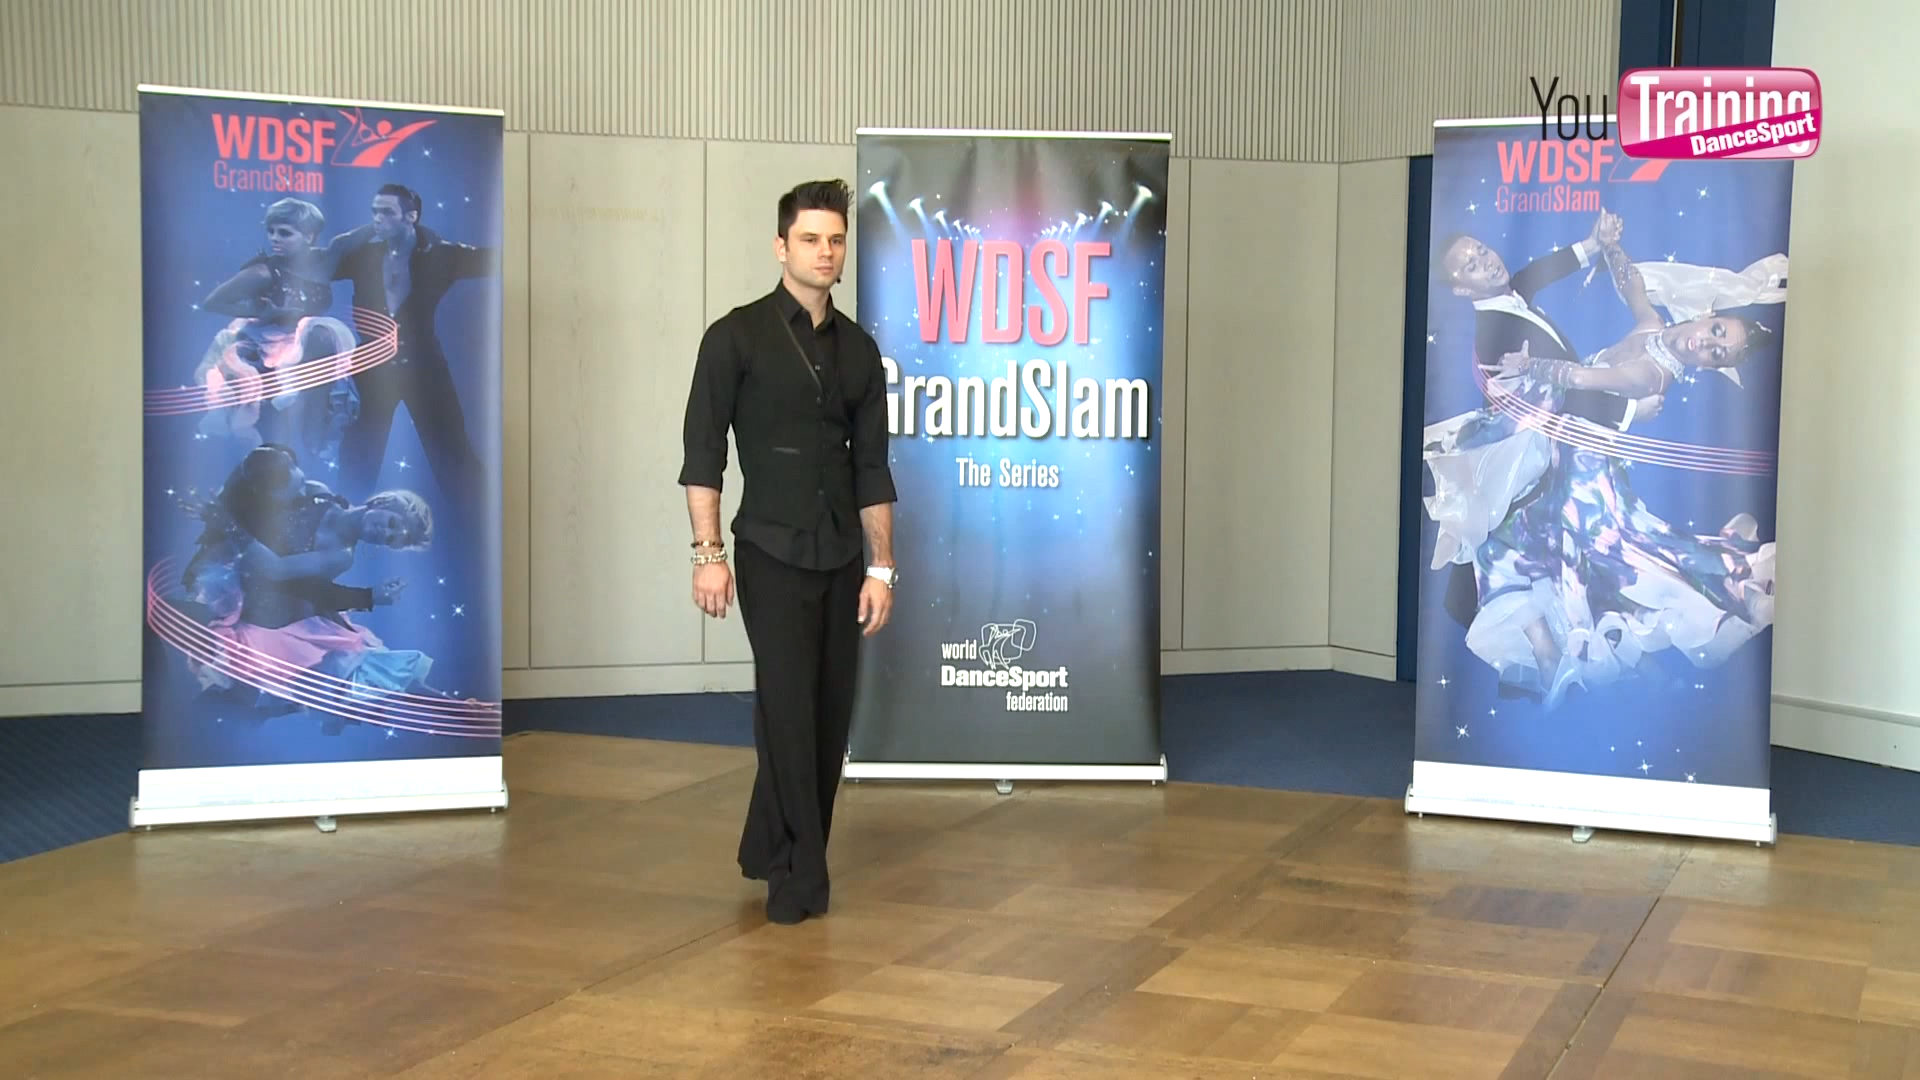 WDSF
GrandSlam
WDSF
GrandSlam
The Series
world
DanceSport
federation
You Training
DanceSport
WDSF
GrandSlam